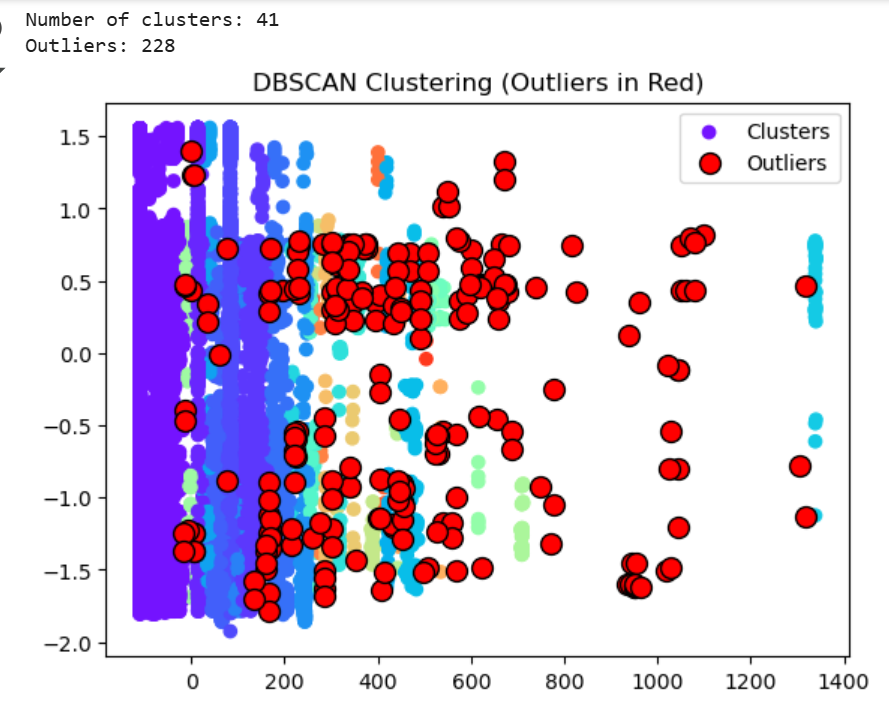 Number of clusters: 41
Outliers: 228
DBSCAN Clustering (Outliers in Red)
Clusters
Outliers
1.5
1.0
0.5
0.0
−0.5
−1.0
−1.5
−2.0
0 200 400 600 800 1000 1200 1400